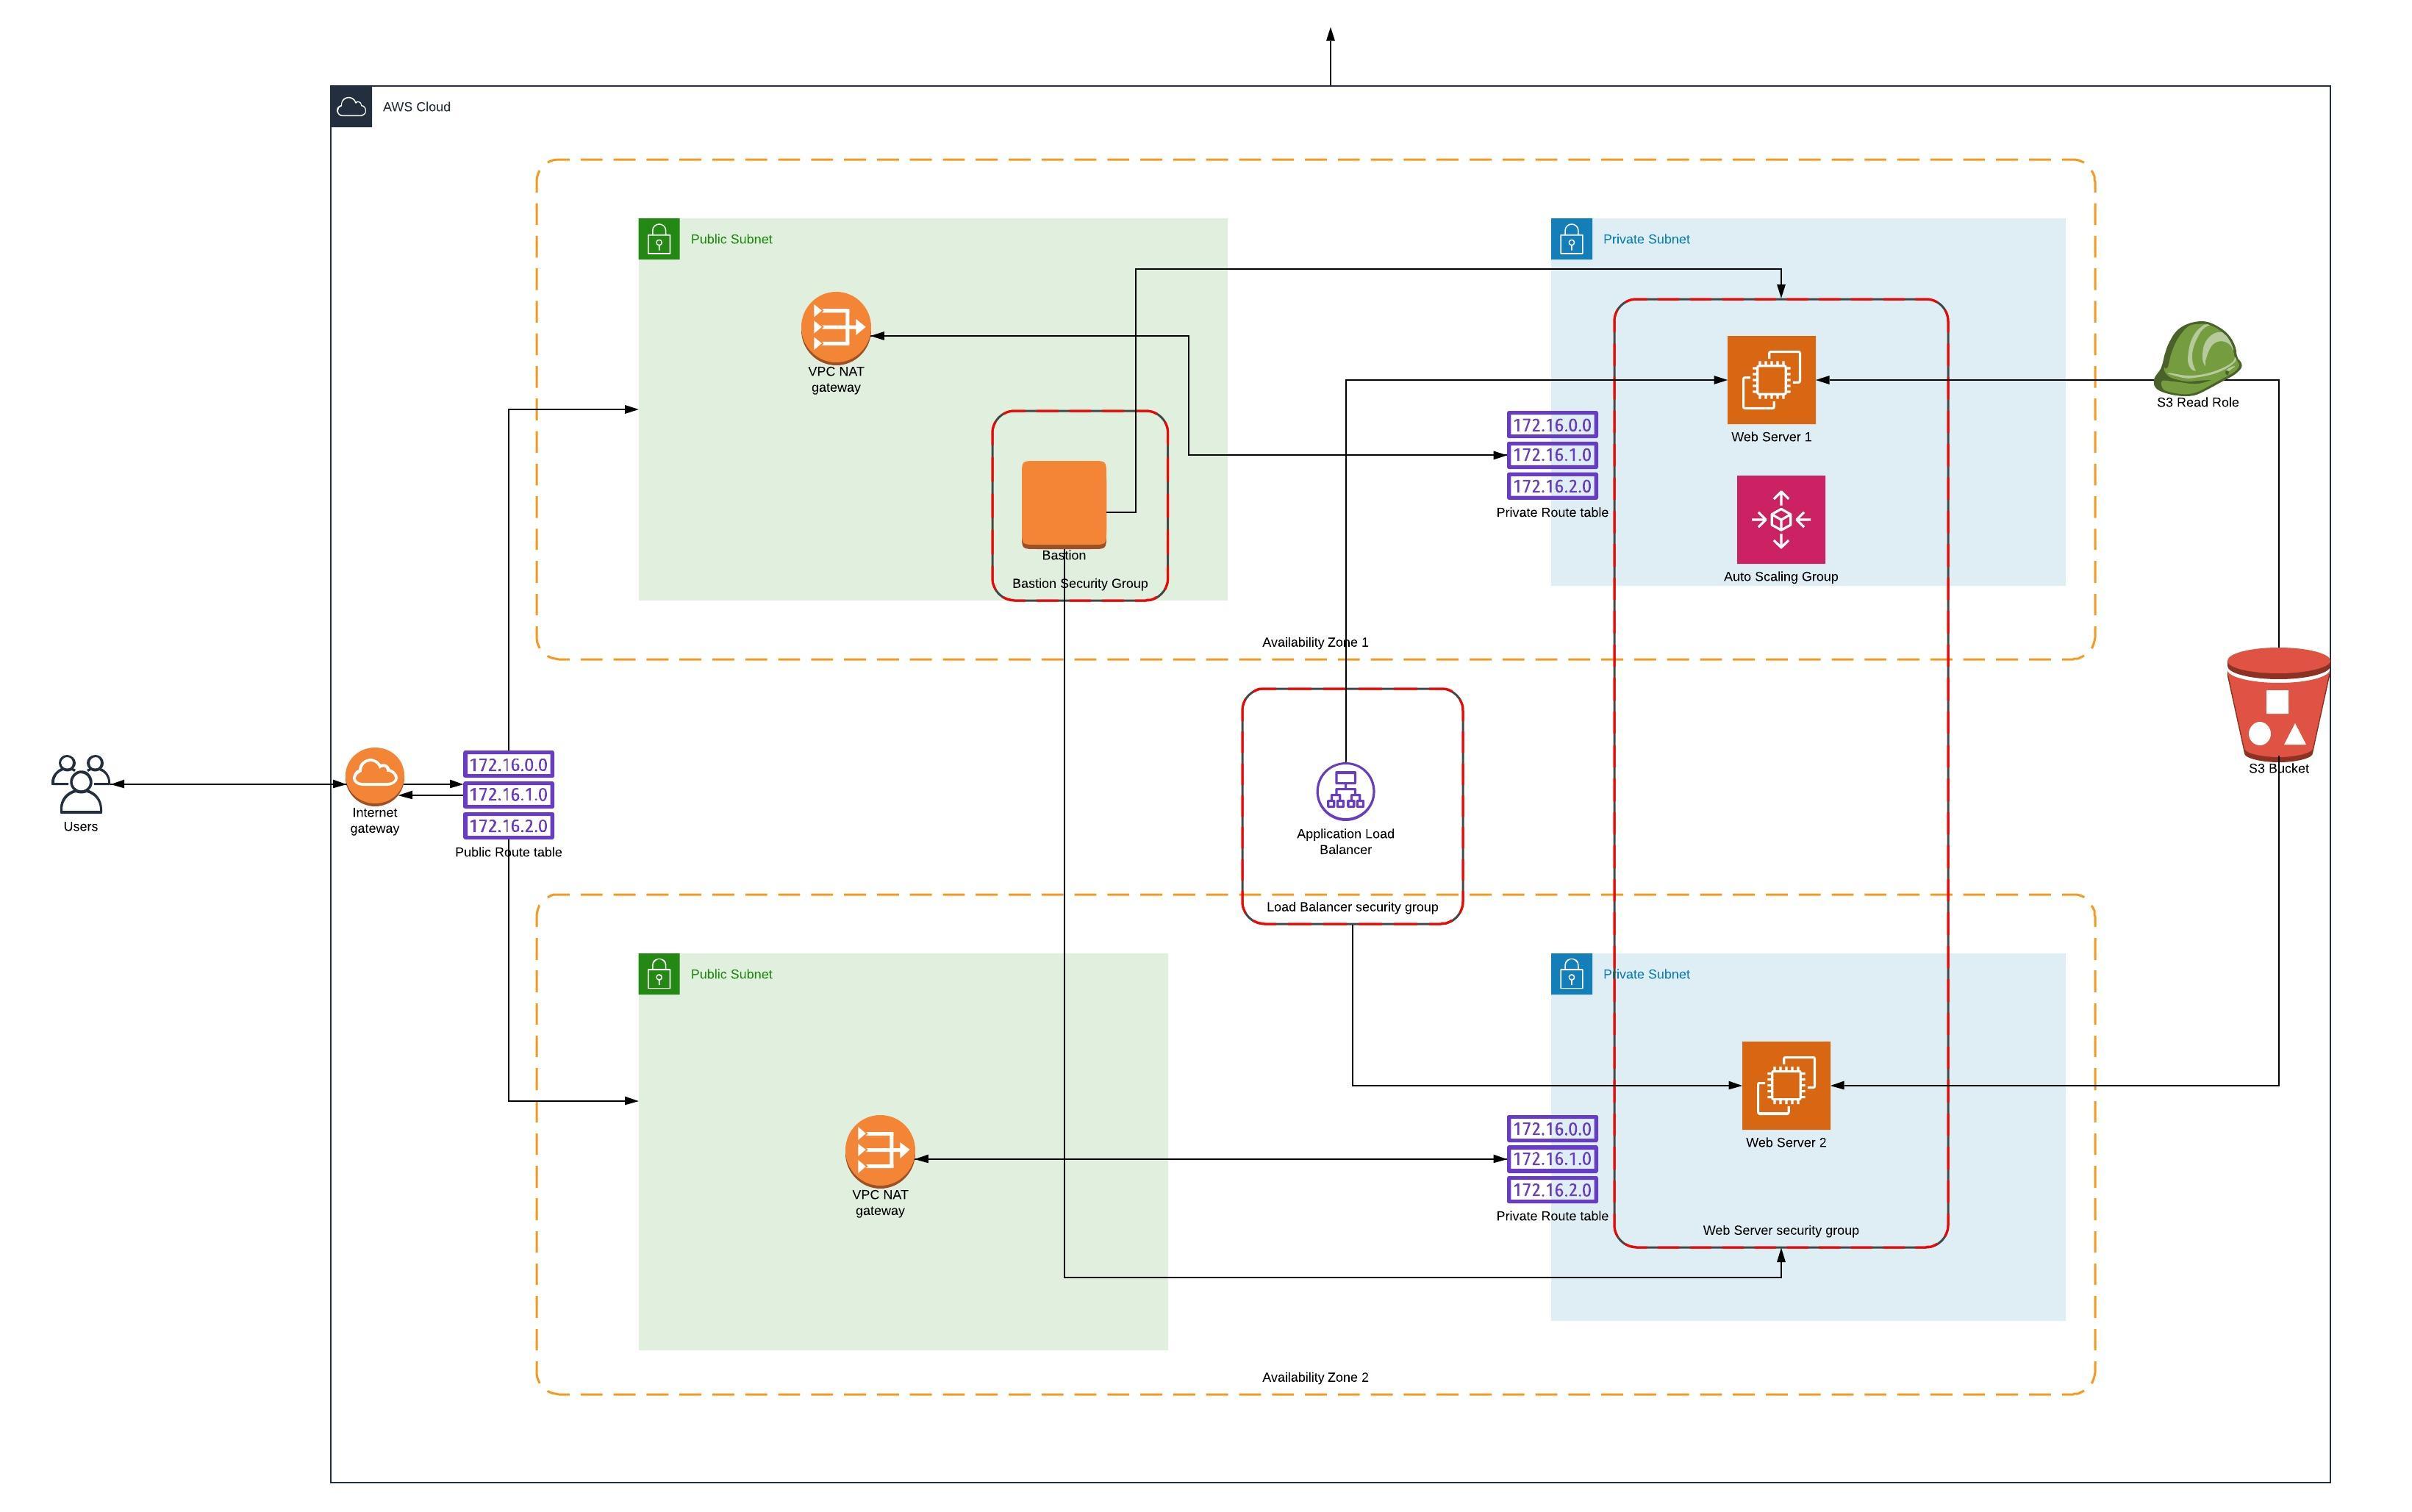 AWS Cloud
Public Subnet
Private Subnet
VPC NAT
gateway
Web Server 1
S3 Read Role
172.16.0.0
172.16.1.0
172.16.2.0
Private Route table
Bastion
Bastion Security Group
Auto Scaling Group
Availability Zone 1
Users
Internet
gateway
172.16.0.0
172.16.1.0
172.16.2.0
Public Route table
Application Load
Balancer
Load Balancer security group
S3 Bucket
Public Subnet
Private Subnet
VPC NAT
gateway
172.16.0.0
172.16.1.0
172.16.2.0
Private Route table
Web Server 2
Web Server security group
Availability Zone 2